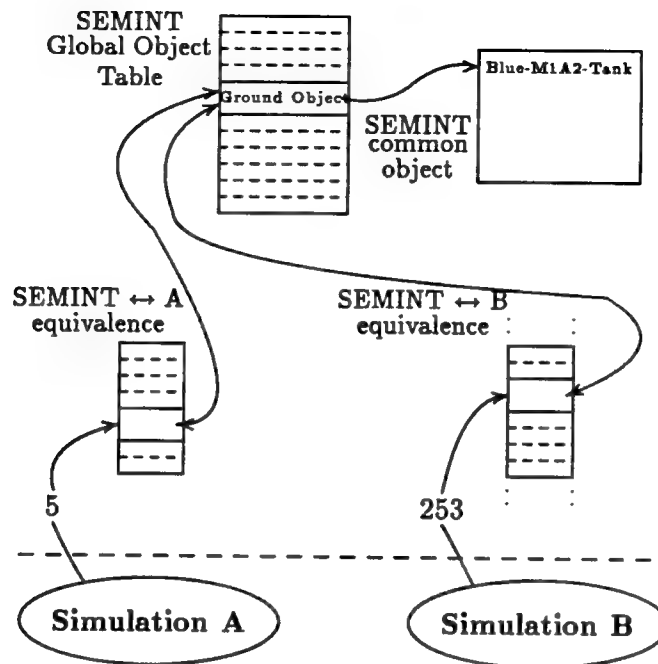 SEMINT
Global Object
Table
Ground Objec
Blue-M1A2-Tank
SEMINT
common
object
SEMINT ↔ A
equivalence
SEMINT ↔ B
equivalence
5
253
Simulation A
Simulation B